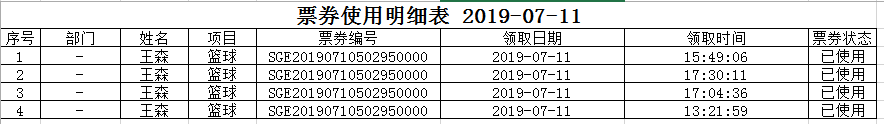 票券使用明细表 2019-07-11
序号 部门 姓名 项目 票券编号 领取日期 领取时间 票券状态
1 - 王森 篮球 SGE20190710502950000 2019-07-11 15:49:06 已使用
2 - 王森 篮球 SGE20190710502950000 2019-07-11 17:30:11 已使用
3 - 王森 篮球 SGE20190710502950000 2019-07-11 17:04:36 已使用
4 - 王森 篮球 SGE20190710502950000 2019-07-11 13:21:59 已使用